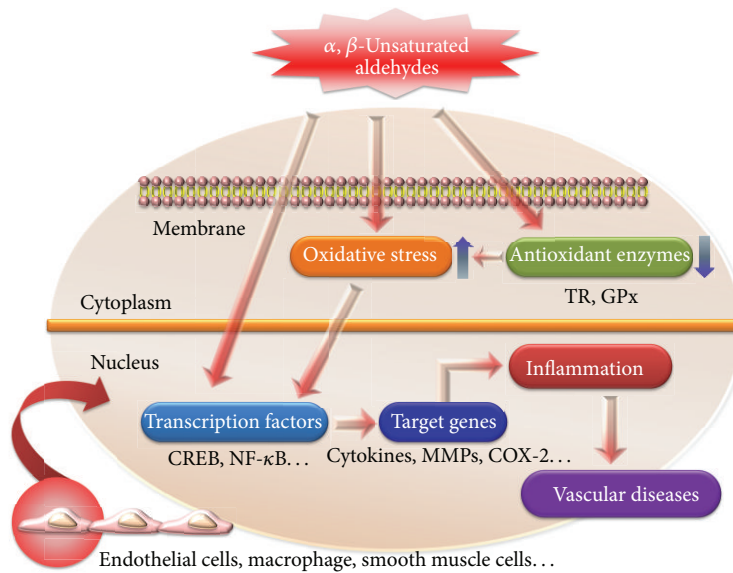 α, β-Unsaturated
aldehydes
Membrane
Oxidative stress
Antioxidant enzymes
TR, GPx
Cytoplasm
Nucleus
Inflammation
Transcription factors
Target genes
CREB, NF-κB...
Cytokines, MMPs, COX-2...
Vascular diseases
Endothelial cells, macrophage, smooth muscle cells...